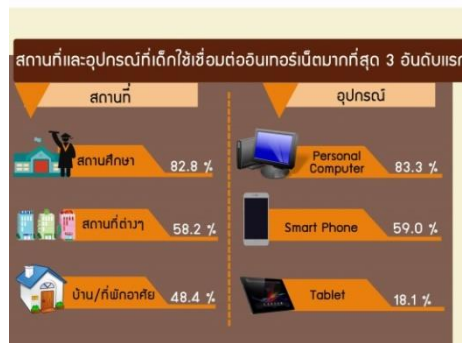 สถานที่และอุปกรณ์ที่เด็กใช้เชื่อมต่ออินเทอร์เน็ตมากที่สุด 3 อันดับแรก
สถานที่
อุปกรณ์
สถานศึกษา
82.8 %
Personal
Computer
83.3 %
สถานที่ต่างๆ
58.2 %
Smart Phone
59.0 %
บ้าน/ที่พักอาศัย
48.4 %
Tablet
18.1 %